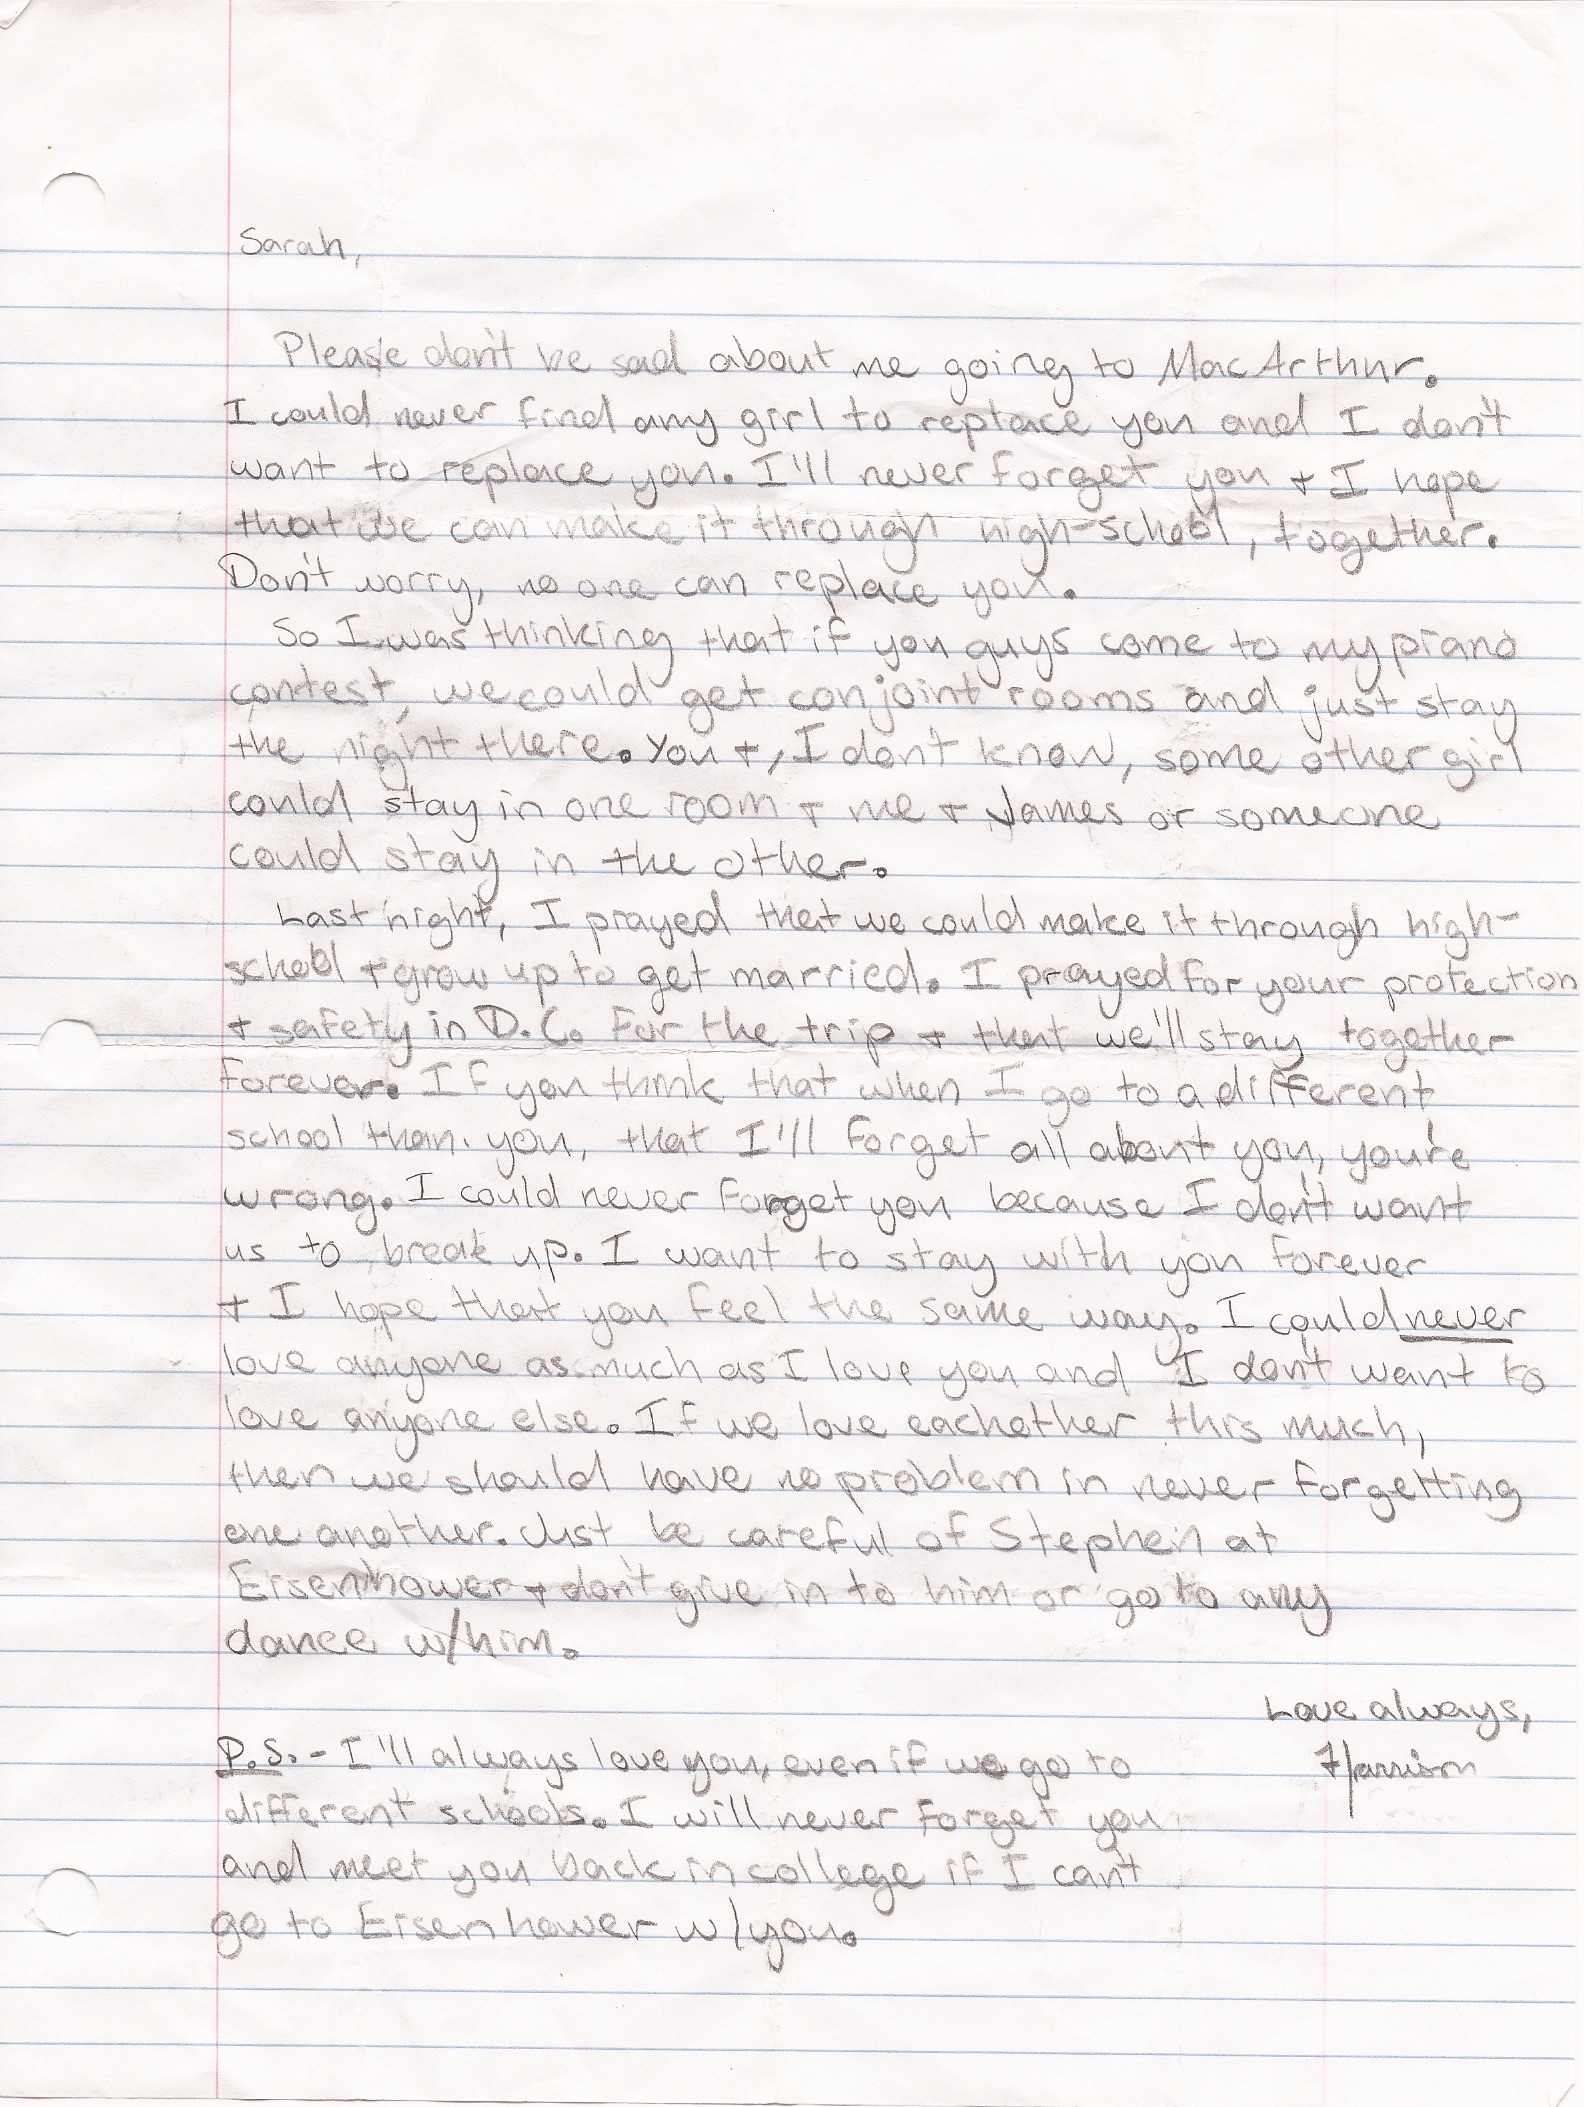 Sarah,
Please don't be sad about me going to MacArthur.
I could never find any girl to replace you and I don't
want to replace you. I'll never forget you + I hope
that we can make it through high-school, together.
Don't worry, no one can replace you.
So I was thinking that if you guys come to my piano
contest, we could get conjoint rooms and just stay
the night there. You +, I don't know, some other girl
could stay in one room + me + James or someone
could stay in the other.
Last night, I prayed that we could make it through high-
school + grow up to get married. I prayed for your protection
+ safety in D.C. for the trip + that we'll stay together
forever. If you think that when I go to a different
school than you, that I'll forget all about you, you're
wrong. I could never forget you because I don't want
us to break up. I want to stay with you forever
+ I hope that you feel the same way. I could never
love anyone as much as I love you and I don't want to
love anyone else. If we love eachother this much,
then we should have no problem in never forgetting
one another. Just be careful of Stephen at
Eisenhower + don't give in to him or go to any
dance w/him.
Love always,
Harrison
P.S. - I'll always love you, even if we go to
different schools. I will never forget you
and meet you back in college if I can't
go to Eisenhower w/you.